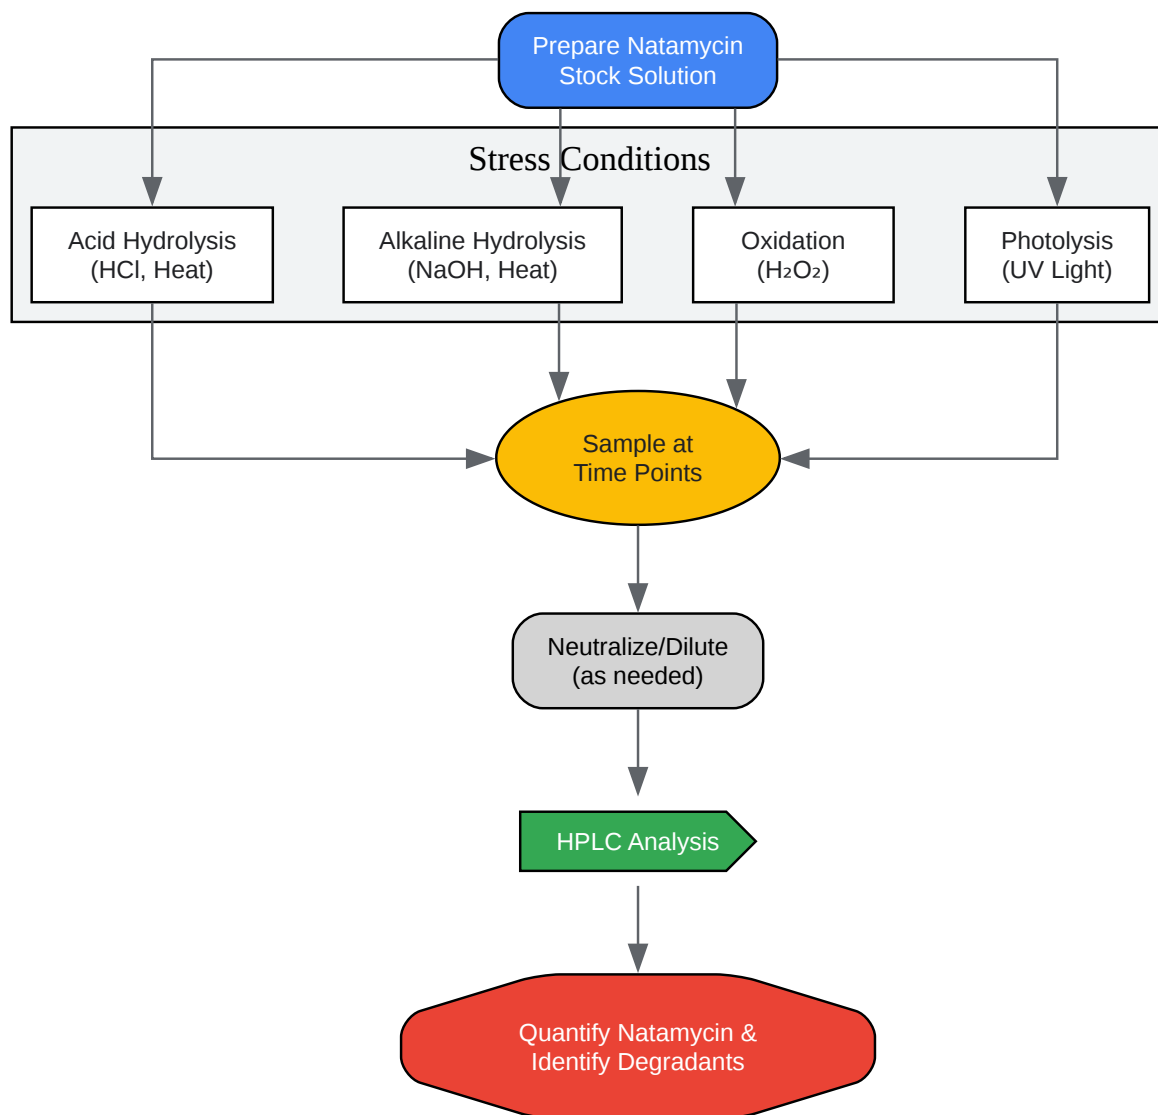 Prepare Natamycin
Stock Solution
Stress Conditions
Acid Hydrolysis
(HCl, Heat)
Alkaline Hydrolysis
(NaOH, Heat)
Oxidation
(H₂O₂)
Photolysis
(UV Light)
Sample at
Time Points
Neutralize/Dilute
(as needed)
HPLC Analysis
Quantify Natamycin &
Identify Degradants